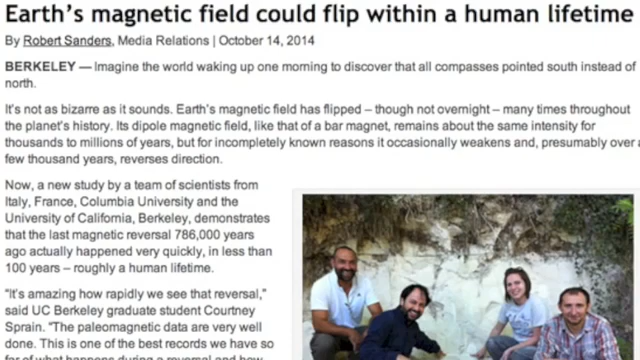 Earth's magnetic field could flip within a human lifetime
By Robert Sanders, Media Relations | October 14, 2014
BERKELEY — Imagine the world waking up one morning to discover that all compasses pointed south instead of
north.
It's not as bizarre as it sounds. Earth's magnetic field has flipped – though not overnight – many times throughout
the planet's history. Its dipole magnetic field, like that of a bar magnet, remains about the same intensity for
thousands to millions of years, but for incompletely known reasons it occasionally weakens and, presumably over a
few thousand years, reverses direction.
Now, a new study by a team of scientists from
Italy, France, Columbia University and the
University of California, Berkeley, demonstrates
that the last magnetic reversal 786,000 years
ago actually happened very quickly, in less than
100 years – roughly a human lifetime.
"It's amazing how rapidly we see that reversal,"
said UC Berkeley graduate student Courtney
Sprain. "The paleomagnetic data are very well
done. This is one of the best records we have so
far of what happens during a reversal and how